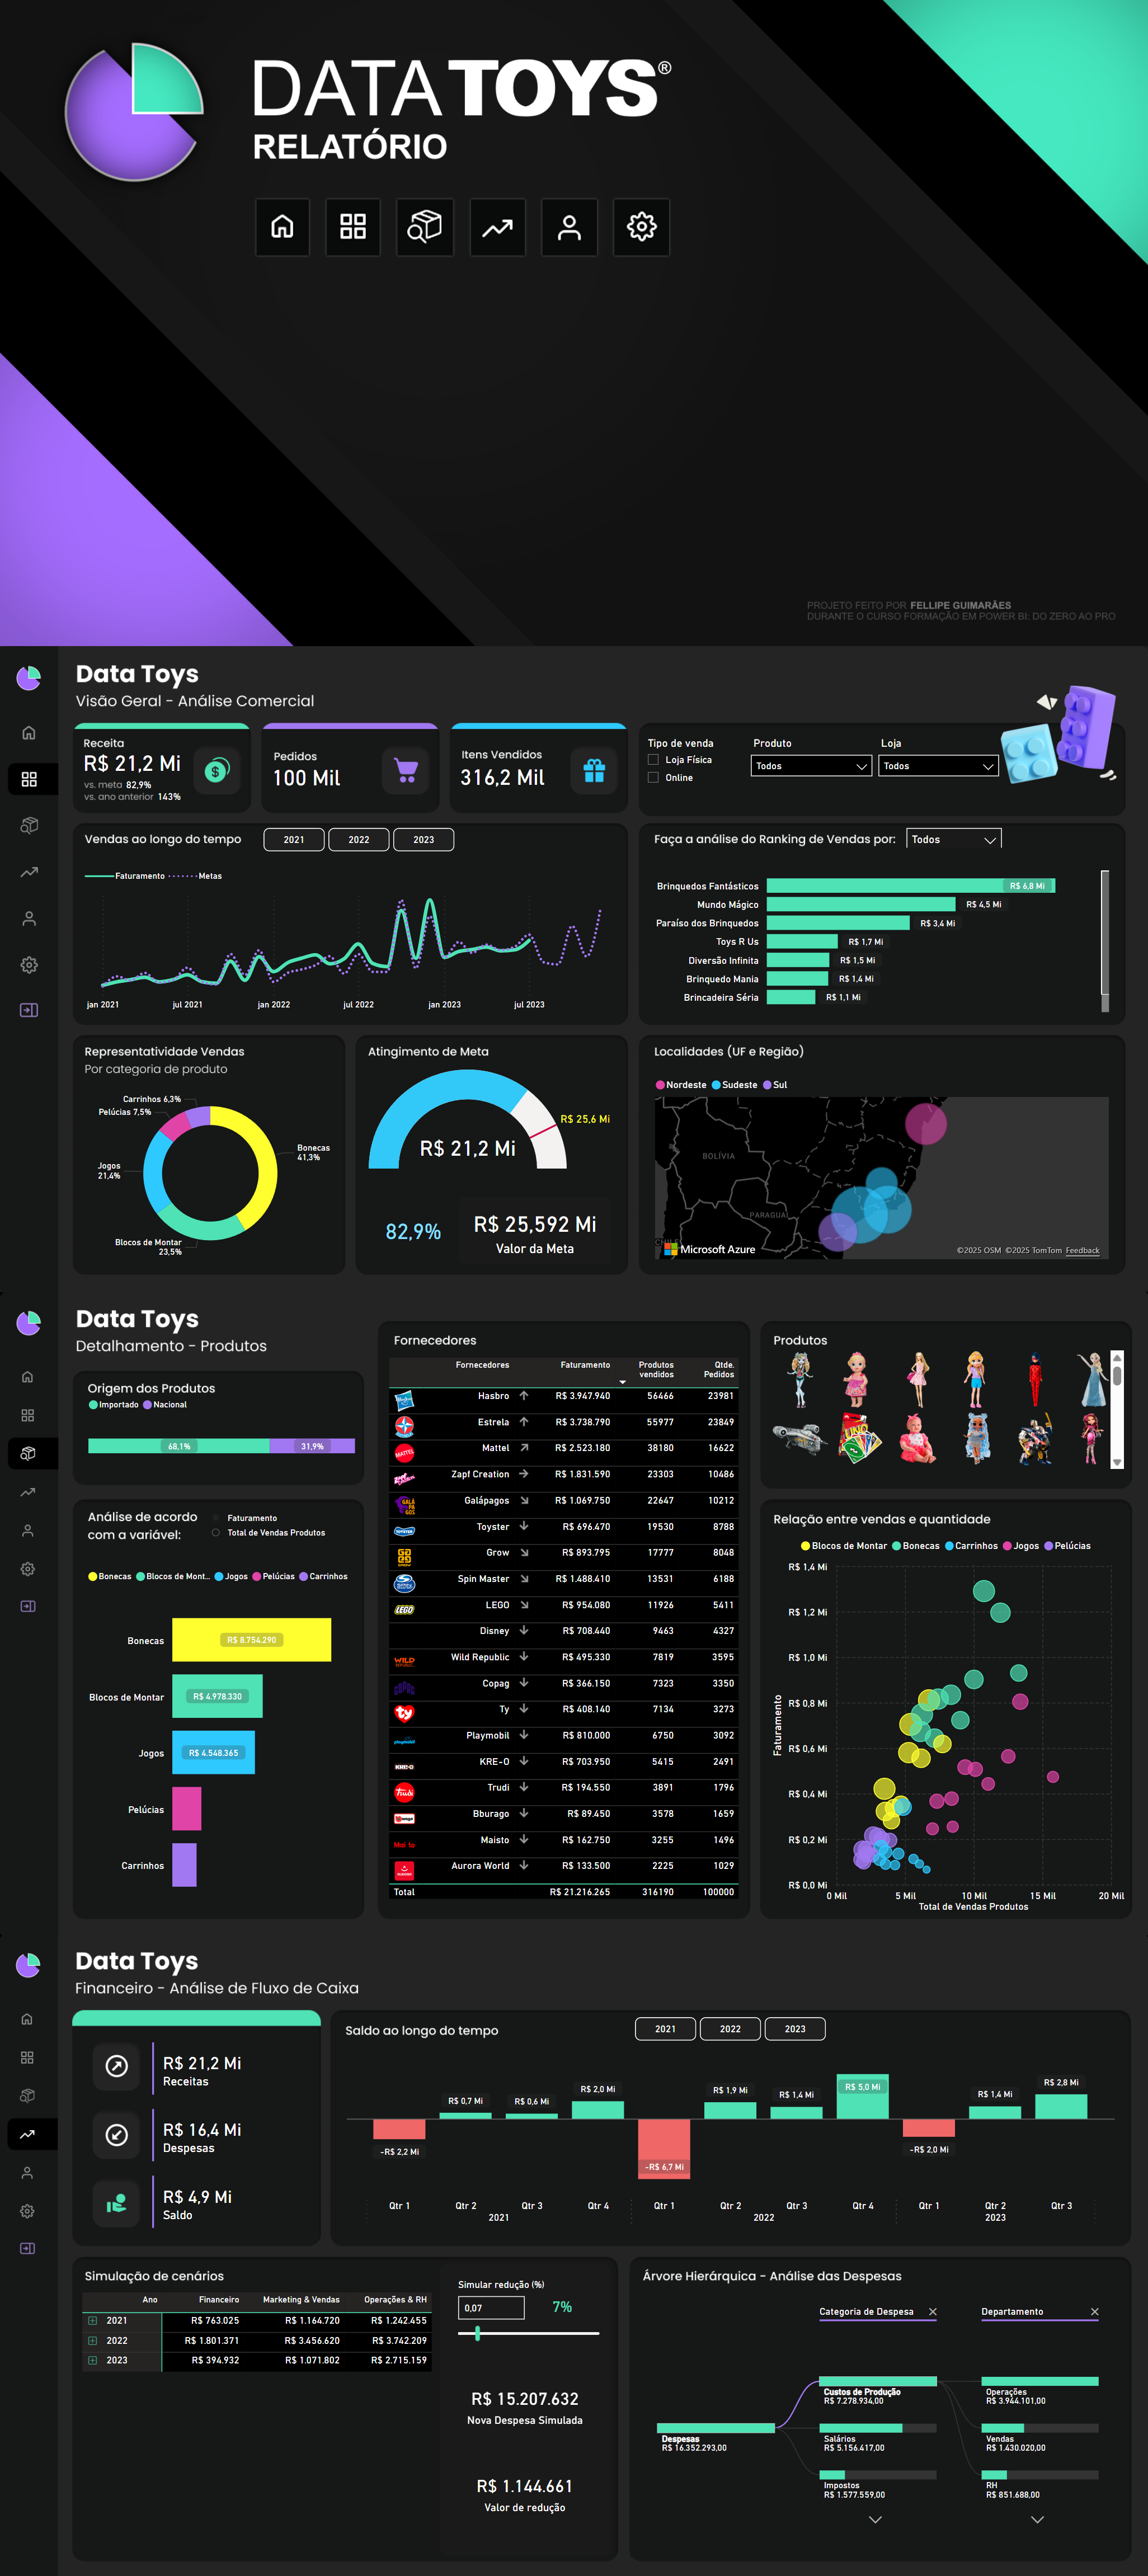 DATA TOYS®
RELATÓRIO
PROJETO FEITO POR FELLIPE GUIMARÃES
DURANTE O CURSO FORMAÇÃO EM POWER BI: DO ZERO AO PRO
Data Toys
Visão Geral - Análise Comercial
Receita
R$ 21,2 Mi
vs. meta 82,9%
vs. ano anterior 143%
Pedidos
100 Mil
Itens Vendidos
316,2 Mil
Tipo de venda
Loja Física
Online
Produto
Todos
Loja
Todos
Vendas ao longo do tempo
2021 2022 2023
Faturamento Metas
jan 2021 jul 2021 jan 2022 jul 2022 jan 2023 jul 2023
Faça a análise do Ranking de Vendas por: Todos
Brinquedos Fantásticos R$ 6,8 Mi
Mundo Mágico R$ 4,5 Mi
Paraíso dos Brinquedos R$ 3,4 Mi
Toys R Us R$ 1,7 Mi
Diversão Infinita R$ 1,5 Mi
Brinquedo Mania R$ 1,4 Mi
Brincadeira Séria R$ 1,1 Mi
Representatividade Vendas
Por categoria de produto
Carrinhos 6,3%
Pelúcias 7,5%
Bonecas
41,3%
Jogos
21,4%
Blocos de Montar
23,5%
Atingimento de Meta
R$ 25,6 Mi
R$ 21,2 Mi
82,9%
R$ 25,592 Mi
Valor da Meta
Localidades (UF e Região)
Nordeste Sudeste Sul
BOLÍVIA
PARAGUA
CHILE
Microsoft Azure
©2025 OSM ©2025 TomTom Feedback
Data Toys
Detalhamento - Produtos
Origem dos Produtos
Importado Nacional
68,1% 31,9%
Análise de acordo
com a variável:
Faturamento
Total de Vendas Produtos
Bonecas Blocos de Mont... Jogos Pelúcias Carrinhos
Bonecas R$ 8.754.290
Blocos de Montar R$ 4.978.330
Jogos R$ 4.548.365
Pelúcias
Carrinhos
Fornecedores
Fornecedores Faturamento Produtos vendidos Qtde. Pedidos
Hasbro R$ 3.947.940 56466 23981
Estrela R$ 3.738.790 55977 23849
MATTEL Mattel R$ 2.523.180 38180 16622
Zapf Creation R$ 1.831.590 23303 10486
GALÁPAGOS Galápagos R$ 1.069.750 22647 10212
TOYSTER Toyster R$ 696.470 19530 8788
Grow R$ 893.795 17777 8048
Spin Master R$ 1.488.410 13531 6188
LEGO LEGO R$ 954.080 11926 5411
Disney R$ 708.440 9463 4327
WILD Wild Republic R$ 495.330 7819 3595
COPAG Copag R$ 366.150 7323 3350
ty Ty R$ 408.140 7134 3273
playmobil Playmobil R$ 810.000 6750 3092
KRE-O KRE-O R$ 703.950 5415 2491
Trudi Trudi R$ 194.550 3891 1796
Bburago R$ 89.450 3578 1659
Maisto R$ 162.750 3255 1496
Aurora World R$ 133.500 2225 1029
Total R$ 21.216.265 316190 100000
Produtos
Relação entre vendas e quantidade
Blocos de Montar Bonecas Carrinhos Jogos Pelúcias
R$ 1,4 Mi
R$ 1,2 Mi
R$ 1,0 Mi
R$ 0,8 Mi
R$ 0,6 Mi
R$ 0,4 Mi
R$ 0,2 Mi
R$ 0,0 Mi
Faturamento
0 Mil 5 Mil 10 Mil 15 Mil 20 Mil
Total de Vendas Produtos
Data Toys
Financeiro - Análise de Fluxo de Caixa
R$ 21,2 Mi
Receitas
R$ 16,4 Mi
Despesas
R$ 4,9 Mi
Saldo
Saldo ao longo do tempo
2021 2022 2023
-R$ 2,2 Mi R$ 0,7 Mi R$ 0,6 Mi R$ 2,0 Mi -R$ 6,7 Mi R$ 1,9 Mi R$ 1,4 Mi R$ 5,0 Mi -R$ 2,0 Mi R$ 1,4 Mi R$ 2,8 Mi
Qtr 1 Qtr 2 Qtr 3 Qtr 4 Qtr 1 Qtr 2 Qtr 3 Qtr 4 Qtr 1 Qtr 2 Qtr 3
2021 2022 2023
Simulação de cenários
Ano Financeiro Marketing & Vendas Operações & RH
2021 R$ 763.025 R$ 1.164.720 R$ 1.242.455
2022 R$ 1.801.371 R$ 3.456.620 R$ 3.742.209
2023 R$ 394.932 R$ 1.071.802 R$ 2.715.159
Simular redução (%)
0,07 7%
R$ 15.207.632
Nova Despesa Simulada
R$ 1.144.661
Valor de redução
Árvore Hierárquica - Análise das Despesas
Categoria de Despesa Departamento
Despesas
R$ 16.352.293,00
Custos de Produção
R$ 7.278.934,00
Salários
R$ 5.156.417,00
Impostos
R$ 1.577.559,00
Operações
R$ 3.944.101,00
Vendas
R$ 1.430.020,00
RH
R$ 851.688,00